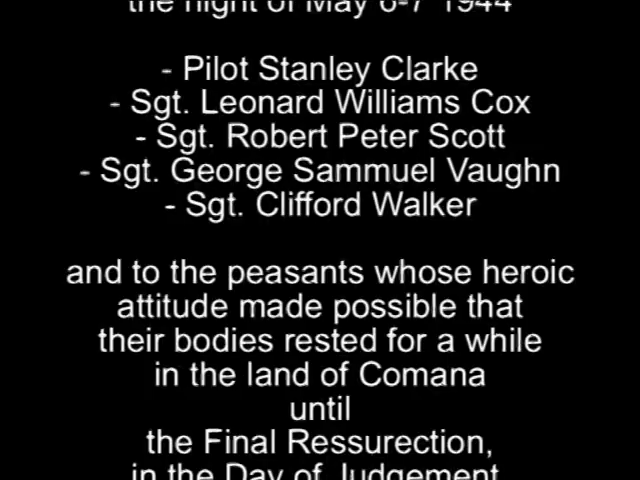 the night of May 6-7 1944
- Pilot Stanley Clarke
- Sgt. Leonard Williams Cox
- Sgt. Robert Peter Scott
- Sgt. George Sammuel Vaughn
- Sgt. Clifford Walker
and to the peasants whose heroic
attitude made possible that
their bodies rested for a while
in the land of Comana
until
the Final Ressurection,
in the Day of Judgement